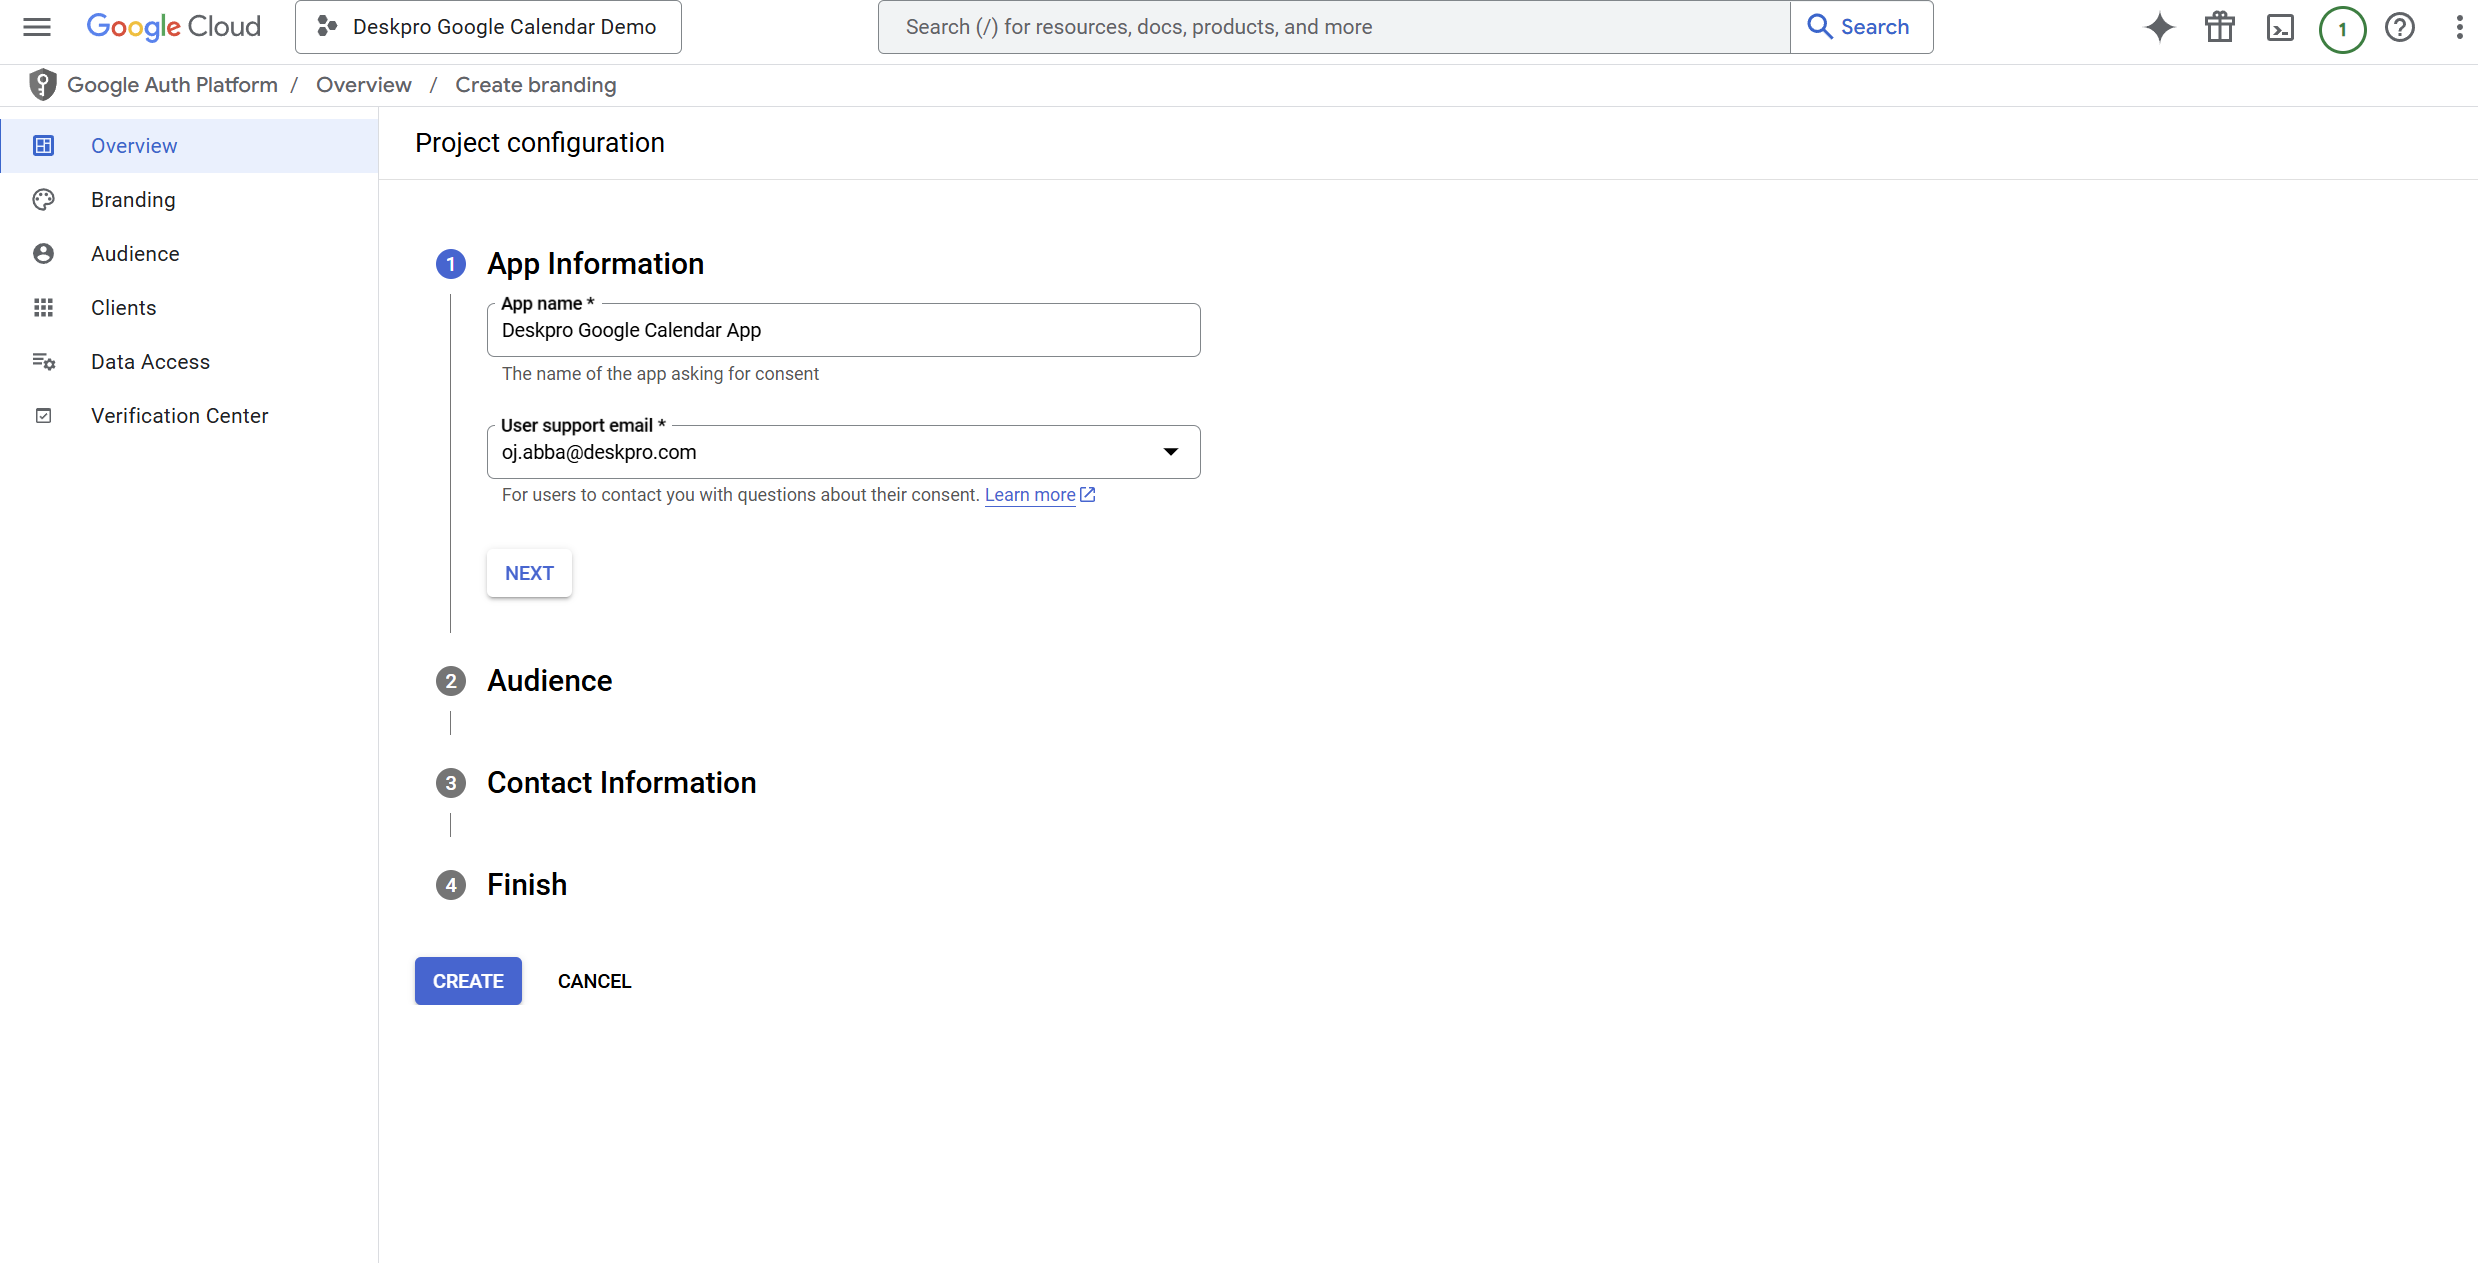 Google Cloud
Deskpro Google Calendar Demo
Search (/) for resources, docs, products, and more
Search
1
Google Auth Platform / Overview / Create branding
Overview
Branding
Audience
Clients
Data Access
Verification Center
Project configuration
1 App Information
App name *
Deskpro Google Calendar App
The name of the app asking for consent
User support email *
oj.abba@deskpro.com
For users to contact you with questions about their consent. Learn more
NEXT
2 Audience
3 Contact Information
4 Finish
CREATE
CANCEL